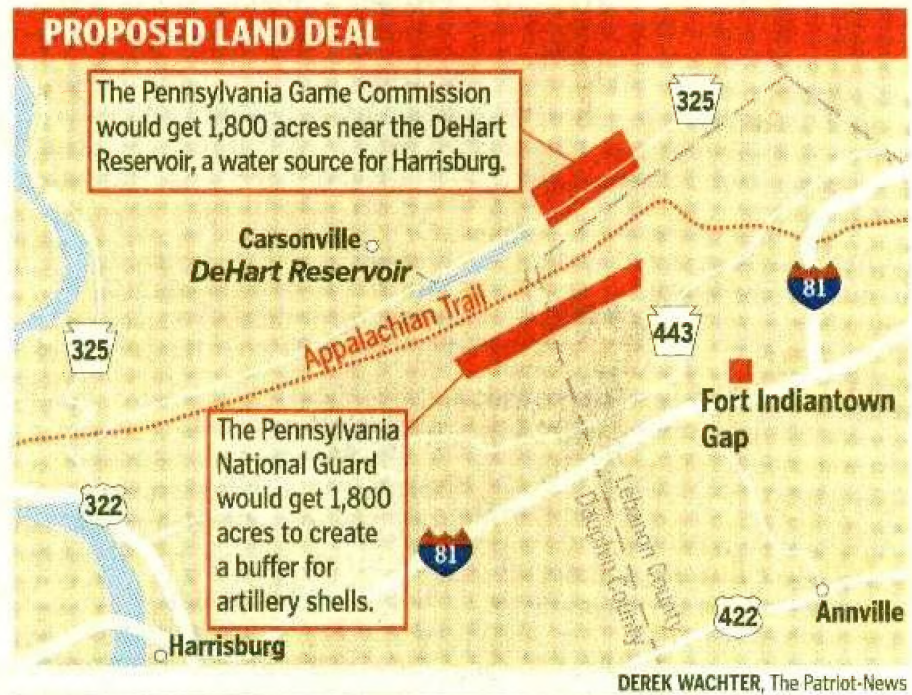 PROPOSED LAND DEAL
The Pennsylvania Game Commission
would get 1,800 acres near the DeHart
Reservoir, a water source for Harrisburg.
325
Carsonville
DeHart Reservoir
81
Appalachian Trail
325
443
Fort Indiantown
Gap
The Pennsylvania
National Guard
would get 1,800
acres to create
a buffer for
artillery shells.
322
81
Lebanon County
Dauphin County
422
Annville
Harrisburg
DEREK WACHTER, The Patriot-News